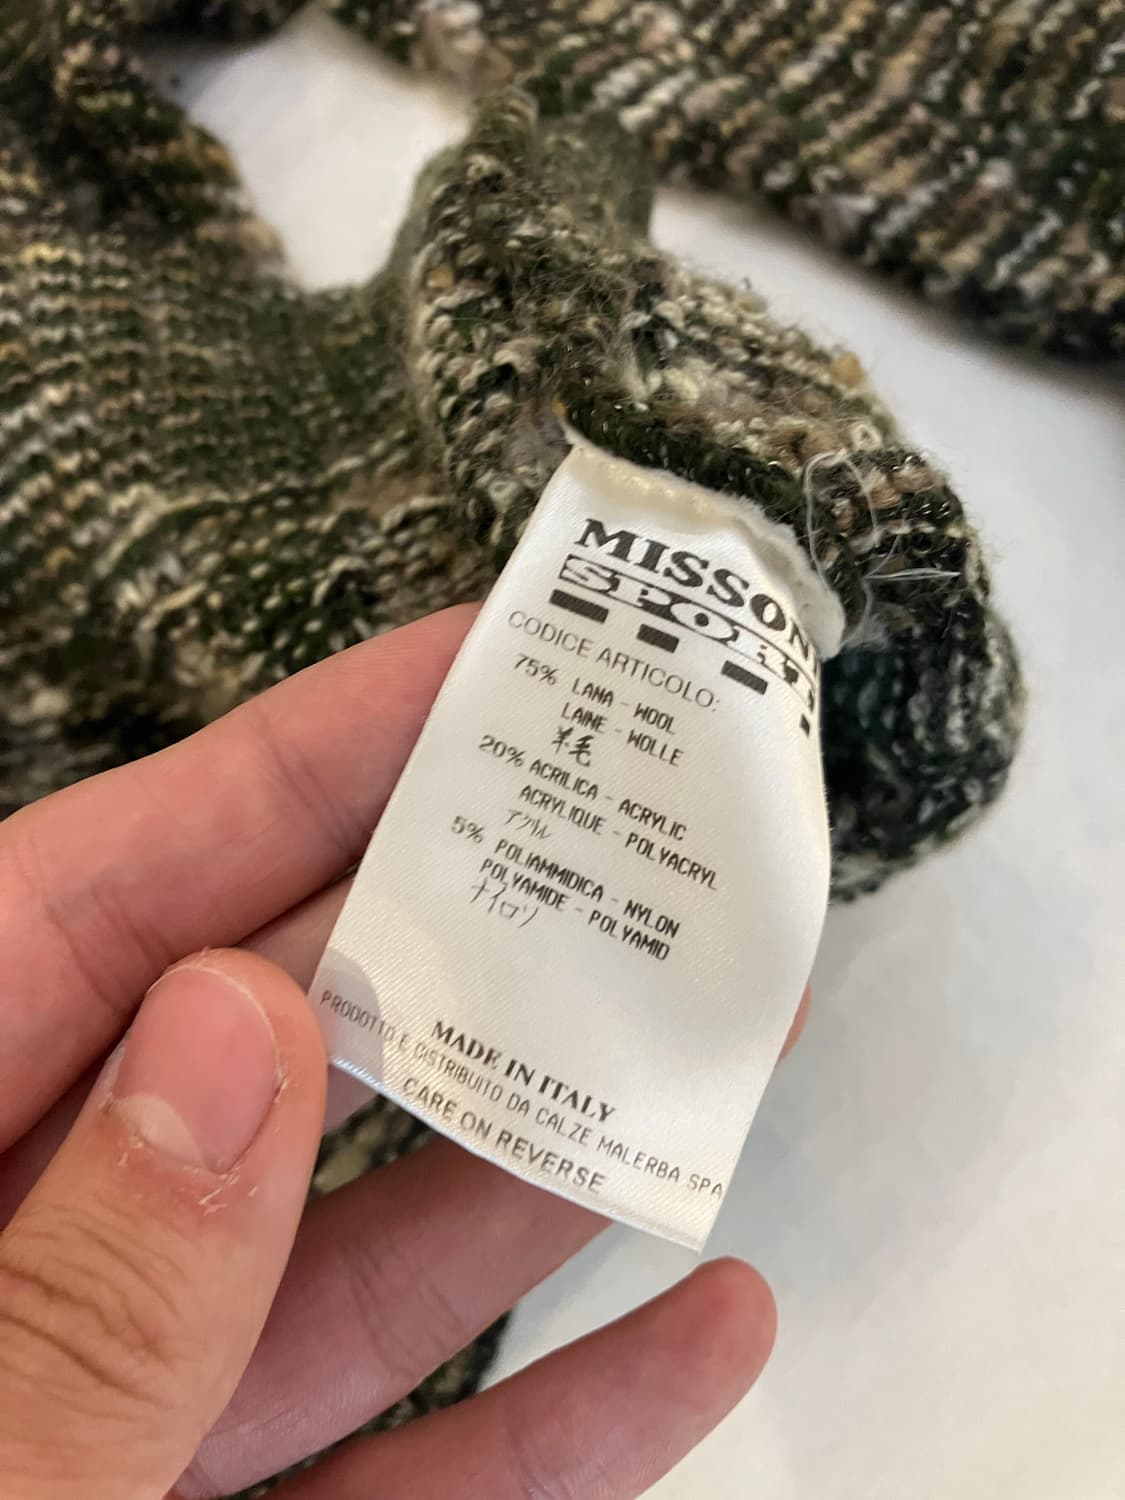 MISSONI
SPORT
CODICE ARTICOLO:
75% LANA - WOOL
LAINE - WOLLE
羊毛
20% ACRILICA - ACRYLIC
ACRYLIQUE - POLYACRYL
アクリル
5% POLIAMMIDICA - NYLON
POLYAMIDE - POLYAMID
ナイロン
MADE IN ITALY
PRODOTTO E DISTRIBUITO DA CALZE MALERBA SPA
CARE ON REVERSE